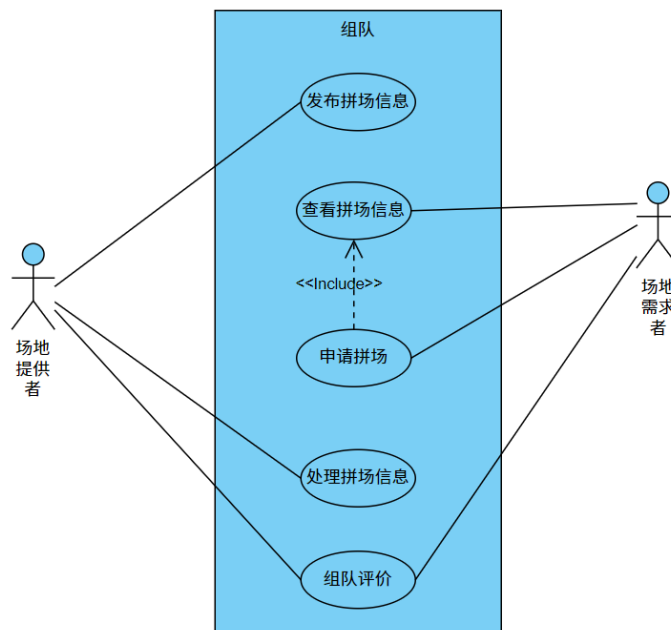 组队
发布拼场信息
查看拼场信息
<<Include>>
申请拼场
处理拼场信息
组队评价
场地
提供
者
场地
需求
者